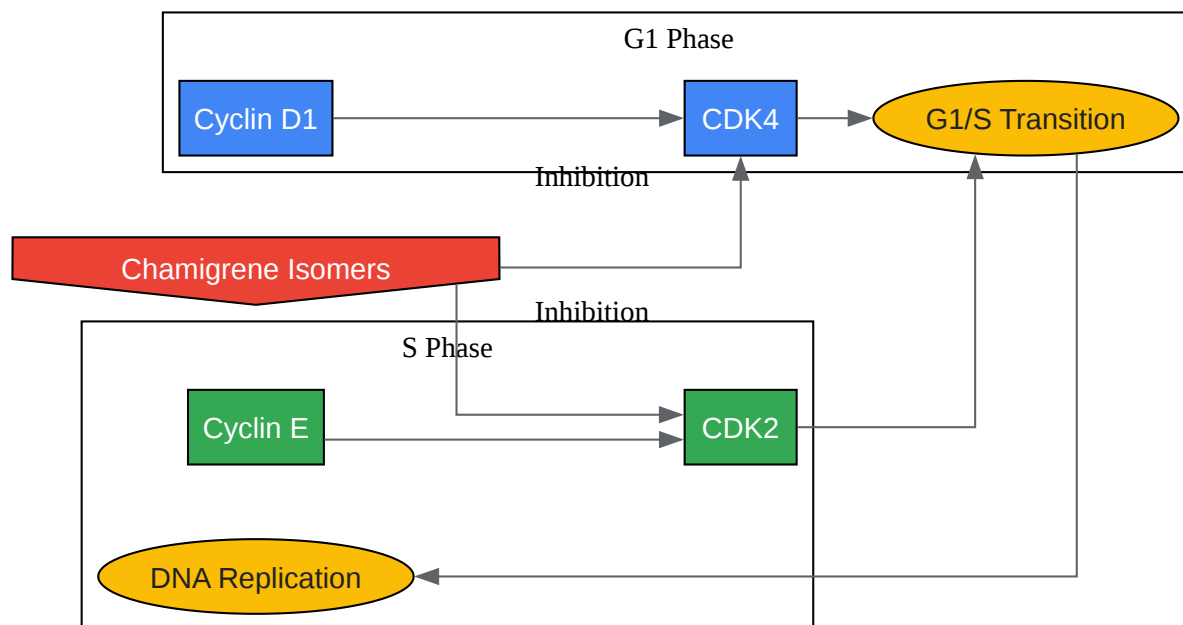 G1 Phase
Cyclin D1
CDK4
G1/S Transition
Inhibition
Chamigrene Isomers
Inhibition
S Phase
Cyclin E
CDK2
DNA Replication